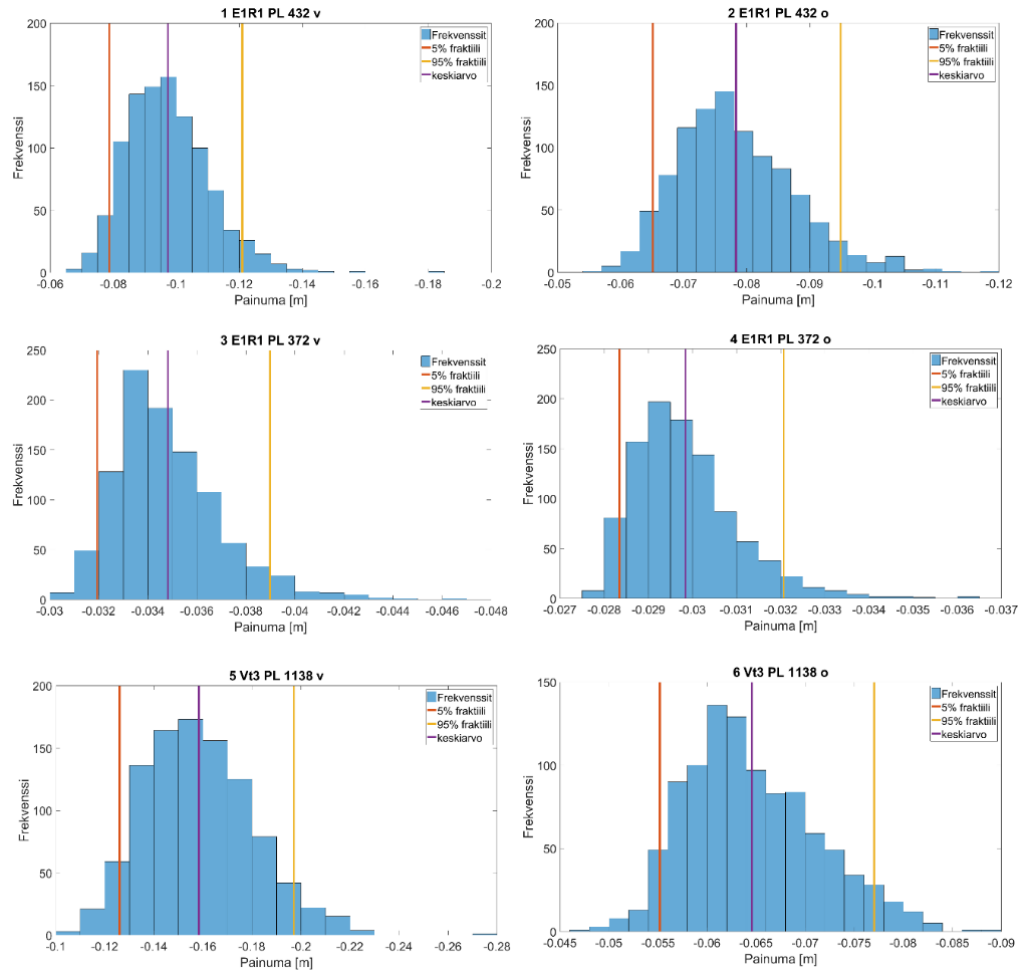 1 E1R1 PL 432 v
200
150
100
50
0
Frekvenssi
-0.06 -0.08 -0.1 -0.12 -0.14 -0.16 -0.18 -0.2
Painuma [m]
Frekvenssit
5% fraktiili
95% fraktiili
keskiarvo
2 E1R1 PL 432 o
200
150
100
50
0
Frekvenssi
-0.05 -0.06 -0.07 -0.08 -0.09 -0.1 -0.11 -0.12
Painuma [m]
Frekvenssit
5% fraktiili
95% fraktiili
keskiarvo
3 E1R1 PL 372 v
250
200
150
100
50
0
Frekvenssi
-0.03 -0.032 -0.034 -0.036 -0.038 -0.04 -0.042 -0.044 -0.046 -0.048
Painuma [m]
Frekvenssit
5% fraktiili
95% fraktiili
keskiarvo
4 E1R1 PL 372 o
250
200
150
100
50
0
Frekvenssi
-0.027 -0.028 -0.029 -0.03 -0.031 -0.032 -0.033 -0.034 -0.035 -0.036 -0.037
Painuma [m]
Frekvenssit
5% fraktiili
95% fraktiili
keskiarvo
5 Vt3 PL 1138 v
200
150
100
50
0
Frekvenssi
-0.1 -0.12 -0.14 -0.16 -0.18 -0.2 -0.22 -0.24 -0.26 -0.28
Painuma [m]
Frekvenssit
5% fraktiili
95% fraktiili
keskiarvo
6 Vt3 PL 1138 o
150
100
50
0
Frekvenssi
-0.045 -0.05 -0.055 -0.06 -0.065 -0.07 -0.075 -0.08 -0.085 -0.09
Painuma [m]
Frekvenssit
5% fraktiili
95% fraktiili
keskiarvo